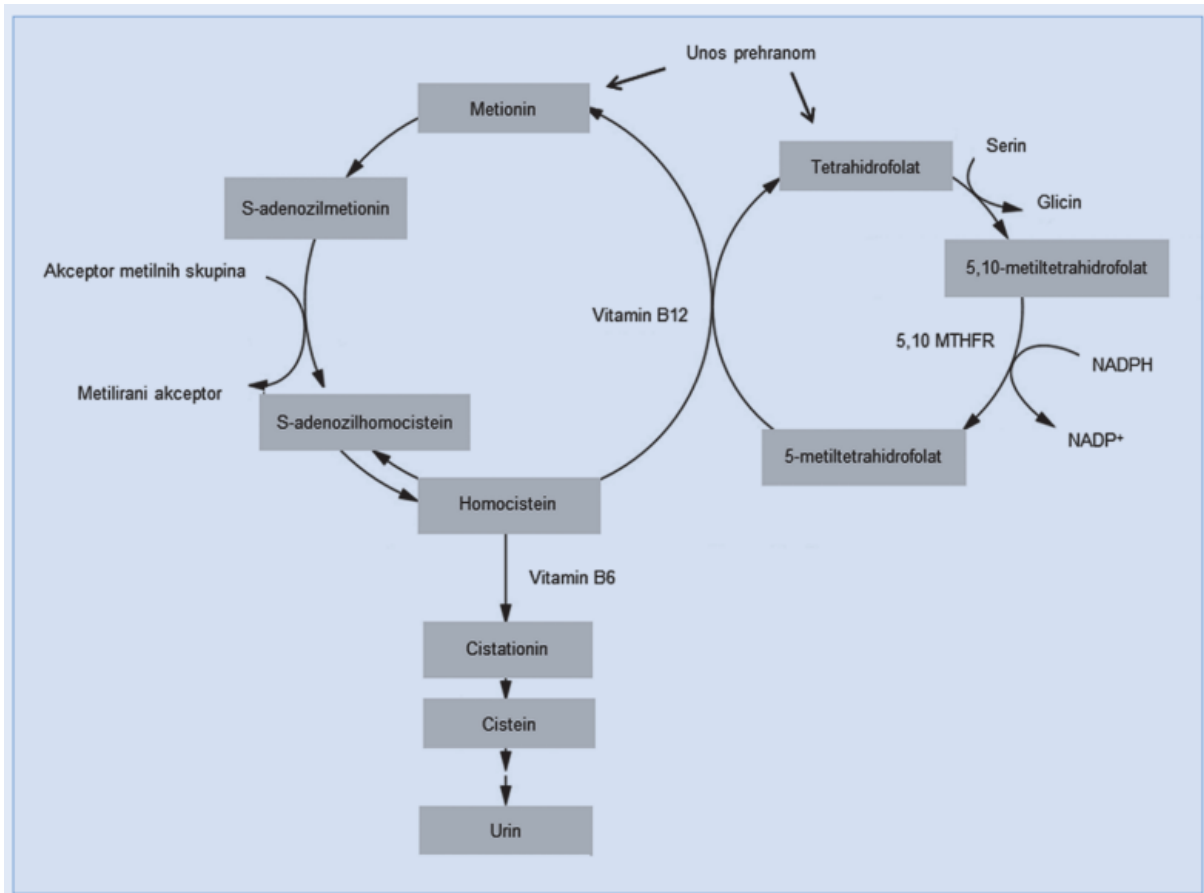 Unos prehranom
Metionin
Tetrahidrofolat
Serin
Glicin
S-adenozilmetionin
5,10-metiltetrahidrofolat
Akceptor metilnih skupina
Vitamin B12
5,10 MTHFR
NADPH
Metilirani akceptor
S-adenozilhomocistein
5-metiltetrahidrofolat
NADP+
Homocistein
Vitamin B6
Cistationin
Cistein
Urin